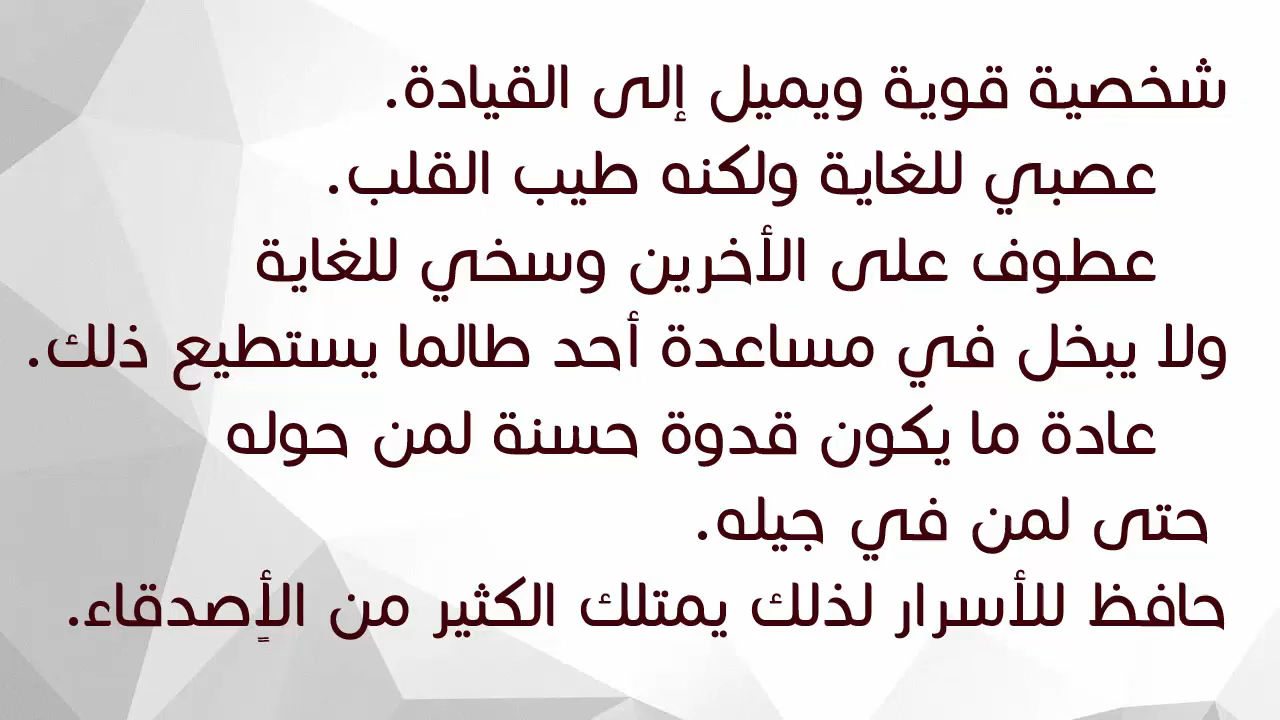 شخصية قوية ويميل إلى القيادة.
عصبي للغاية ولكنه طيب القلب.
عطوف على الأخرين وسخي للغاية
ولا يبخل في مساعدة أحد طالما يستطيع ذلك.
عادة ما يكون قدوة حسنة لمن حوله
حتى لمن في جيله.
حافظ للأسرار لذلك يمتلك الكثير من الأٍصدقاء.